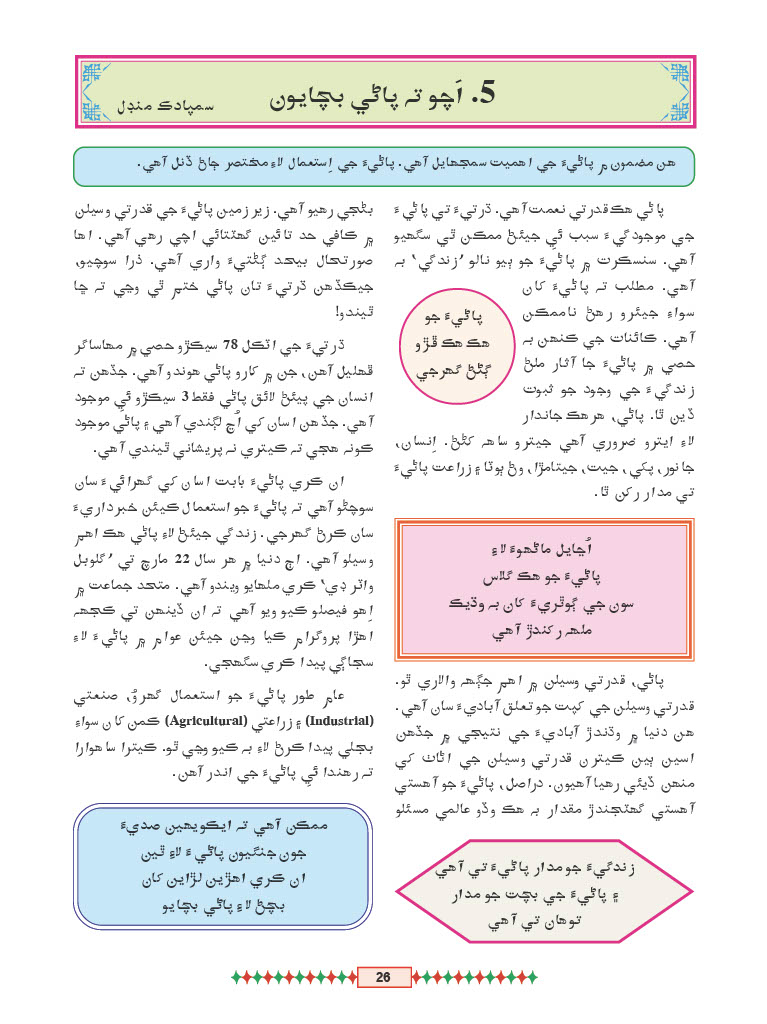 5. اَچو تہ پاڻي بچايون
سمپادڪ منڊل
هن مضمون ۾ پاڻيءَ جي اهميت سمجهايل آهي. پاڻيءَ جي اِستعمال لاءِ مختصر ڄاڻ ڏنل آهي.
پاڻي هڪ قدرتي نعمت آهي. ڌرتيءَ تي پاڻيءَ
جي موجودگيءَ سبب ئي جيئڻ ممڪن ٿي سگهيو
آهي. سنسڪرت ۾ پاڻيءَ جو ٻيو نالو ’زندگي‘ بہ
آهي. مطلب تہ پاڻيءَ کان
سواءِ جيئرو رهڻ ناممڪن
آهي. ڪائنات جي ڪنهن بہ
حصي ۾ پاڻيءَ جا آثار ملڻ
زندگيءَ جي وجود جو ثبوت
ڏين ٿا. پاڻي، هر هڪ جاندار
لاءِ ايترو ضروري آهي جيترو ساهہ کڻڻ. اِنسان،
جانور، پکي، جيت، جيتامڙا، وڻ ٻوٽا ۽ زراعت پاڻيءَ
تي مدار رکن ٿا.
پاڻيءَ جو
هڪ هڪ ڦڙو
ڳڻڻ گهرجي
اُڃايل ماڻهوءَ لاءِ
پاڻيءَ جو هڪ گلاس
سون جي ڳوٿريءَ کان بہ وڌيڪ
ملهہ رکندڙ آهي
پاڻي، قدرتي وسيلن ۾ اهم جڳهہ والاري ٿو.
قدرتي وسيلن جي کپت جو تعلق آباديءَ سان آهي.
هن دنيا ۾ وڌندڙ آباديءَ جي نتيجي ۾ جڏهن
اسين ٻين ڪيترن قدرتي وسيلن جي اڻاٺ کي
منهن ڏيئي رهيا آهيون. دراصل، پاڻيءَ جو آهستي
آهستي گهٽجندڙ مقدار بہ هڪ وڏو عالمي مسئلو
زندگيءَ جو مدار پاڻيءَ تي آهي
۽ پاڻيءَ جي بچت جو مدار
توهان تي آهي
بڻجي رهيو آهي. زير زمين پاڻيءَ جي قدرتي وسيلن
۾ ڪافي حد تائين گهٽتائي اچي رهي آهي. اها
صورتحال بيحد ڳڻتيءَ واري آهي. ذرا سوچيو،
جيڪڏهن ڌرتيءَ تان پاڻي ختم ٿي وڃي تہ ڇا
ٿيندو!
ڌرتيءَ جي اٽڪل 78 سيڪڙو حصي ۾ مهاساگر
ڦهليل آهن، جن ۾ کارو پاڻي هوندو آهي. جڏهن تہ
انسان جي پيئڻ لائق پاڻي فقط 3 سيڪڙو ئي موجود
آهي. جڏهن اسان کي اُڃ لڳندي آهي ۽ پاڻي موجود
ڪونہ هجي تہ ڪيتري نہ پريشاني ٿيندي آهي.
ان ڪري پاڻيءَ بابت اسان کي گهرائيءَ سان
سوچڻو آهي تہ پاڻيءَ جو استعمال ڪيئن خبرداريءَ
سان ڪرڻ گهرجي. زندگي جيئڻ لاءِ پاڻي هڪ اهم
وسيلو آهي. اڄ دنيا ۾ هر سال 22 مارچ تي ’گلوبل
واٽر ڊي‘ ڪري ملهايو ويندو آهي. متحد جماعت ۾
اِهو فيصلو ڪيو ويو آهي تہ ان ڏينهن تي ڪجهہ
اهڙا پروگرام ڪيا وڃن جيئن عوام ۾ پاڻيءَ لاءِ
سجاڳي پيدا ڪري سگهجي.
عام طور پاڻيءَ جو استعمال گهروُ، صنعتي
(Industrial) ۽ زراعتي (Agricultural) ڪمن کان سواءِ
بجلي پيدا ڪرڻ لاءِ بہ ڪيو وڃي ٿو. ڪيترا ساهوارا
تہ رهندا ئي پاڻيءَ جي اندر آهن.
ممڪن آهي تہ ايڪويهين صديءَ
جون جنگيون پاڻيءَ لاءِ ٿين
ان ڪري اهڙين لڙاين کان
بچڻ لاءِ پاڻي بچايو
26